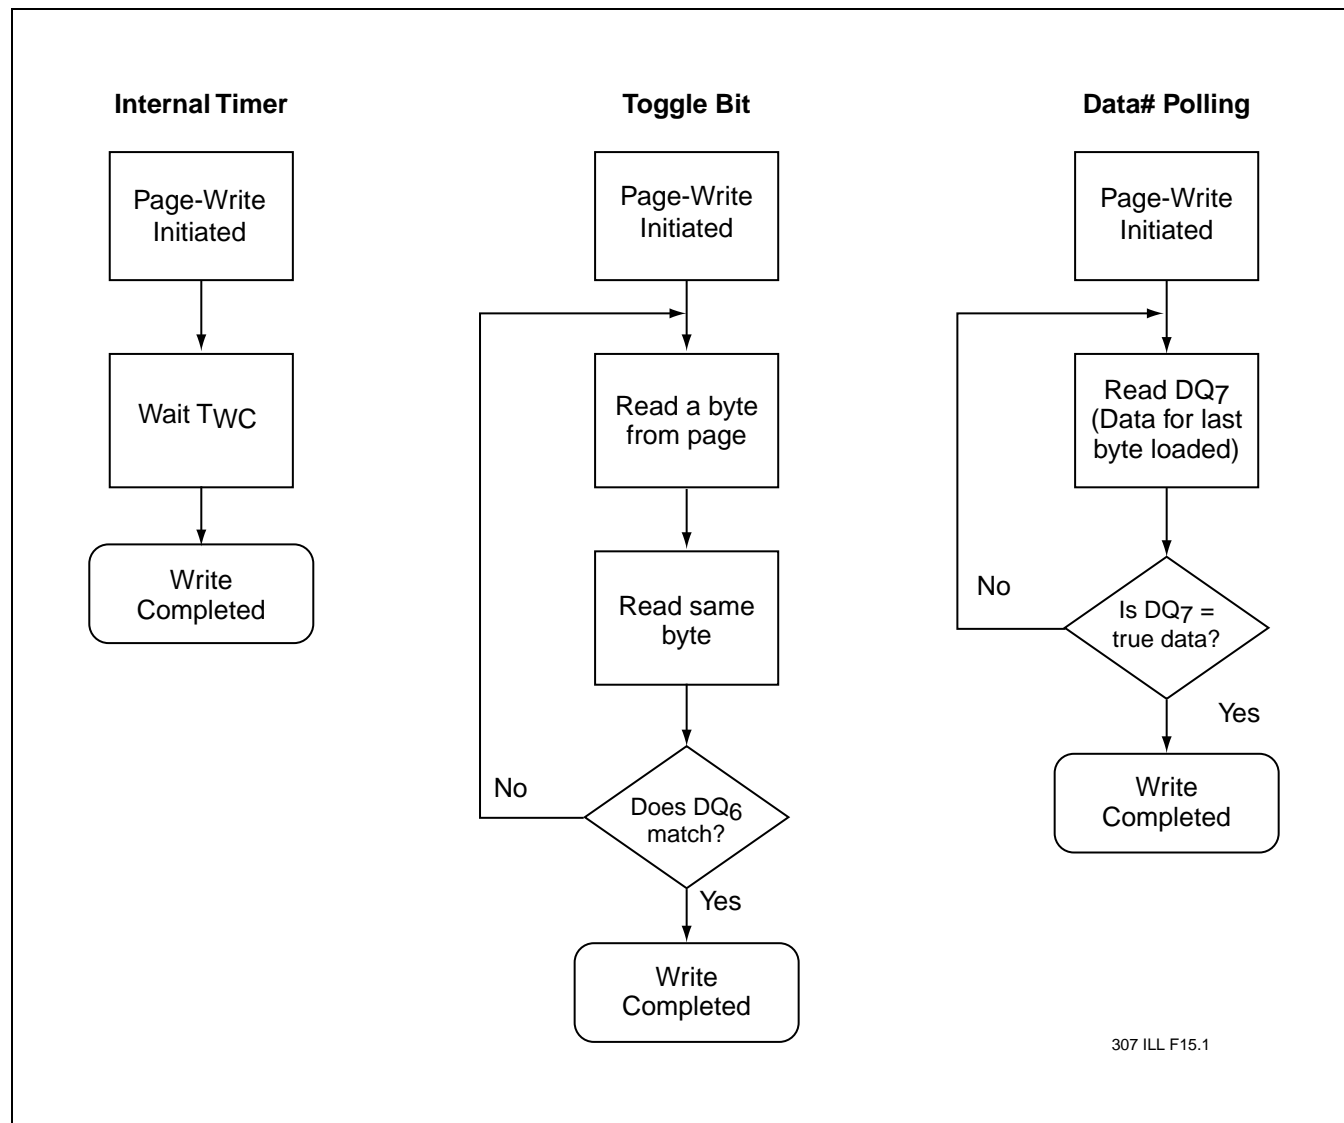 Internal Timer
Page-Write
Initiated
Wait TWC
Write
Completed
Toggle Bit
Page-Write
Initiated
Read a byte
from page
Read same
byte
No
Does DQ6
match?
Yes
Write
Completed
Data# Polling
Page-Write
Initiated
Read DQ7
(Data for last
byte loaded)
No
Is DQ7 =
true data?
Yes
Write
Completed
307 ILL F15.1